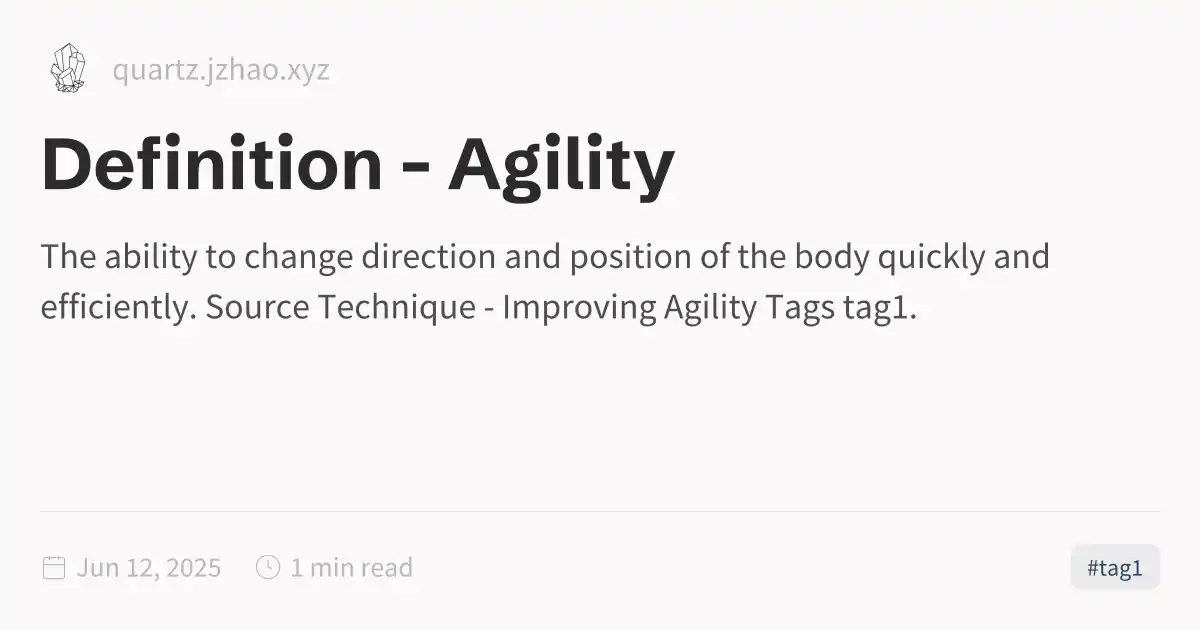 quartz.jzhao.xyz
Definition - Agility
The ability to change direction and position of the body quickly and
efficiently. Source Technique - Improving Agility Tags tag1.
Jun 12, 2025 1 min read #tag1